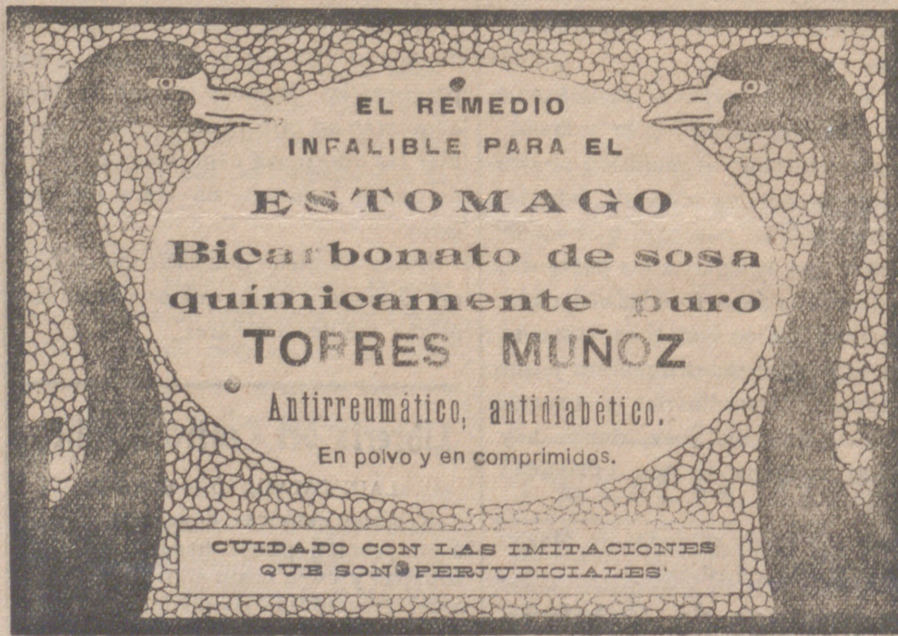 EL REMEDIO
INFALIBLE PARA EL
ESTOMAGO
Bicarbonato de sosa
químicamente puro
TORRES MUÑOZ
Antirreumático, antidiabético.
En polvo y en comprimidos.
CUIDADO CON LAS IMITACIONES
QUE SON PERJUDICIALES